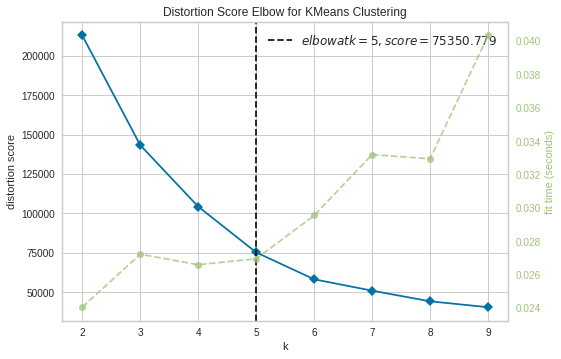 Distortion Score Elbow for KMeans Clustering
elbowatk = 5, score = 75350.779
distortion score
200000
175000
150000
125000
100000
75000
50000
0.040
0.038
0.036
0.034
0.032
0.030
0.028
0.026
0.024
fit time (seconds)
2 3 4 5 6 7 8 9
k